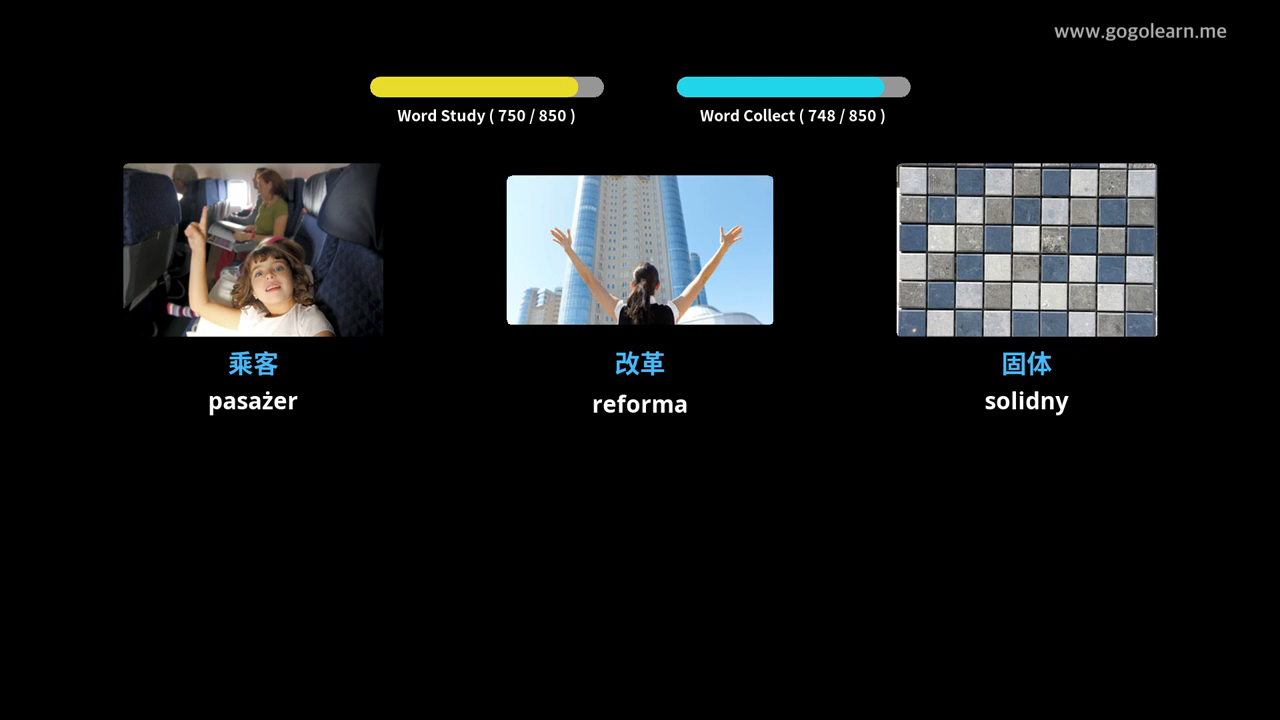 www.gogolearn.me
Word Study ( 750 / 850 )
Word Collect ( 748 / 850 )
乘客
pasażer
改革
reforma
固体
solidny